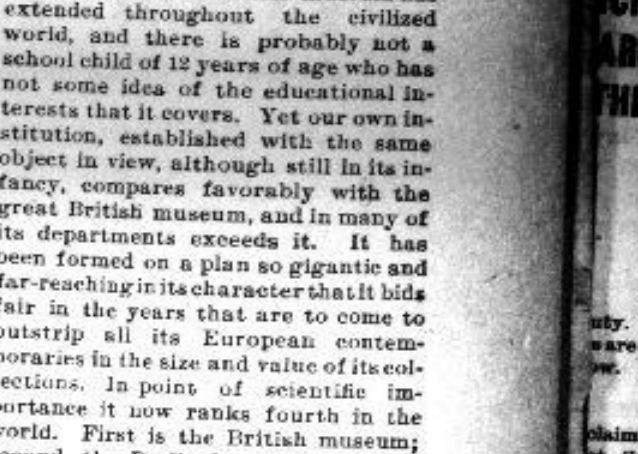 extended throughout the civilized
world, and there is probably not a
school child of 12 years of age who has
not some idea of the educational in-
terests that it covers. Yet our own in-
stitution, established with the same
object in view, although still in its in-
fancy, compares favorably with the
great British museum, and in many of
its departments exceeds it. It has
been formed on a plan so gigantic and
far-reaching in its character that it bids
fair in the years that are to come to
outstrip all its European contem-
poraries in the size and value of its col-
lections. In point of scientific im-
portance it now ranks fourth in the
world. First is the British museum;
AR
TH
uty.
are
ow.
claim